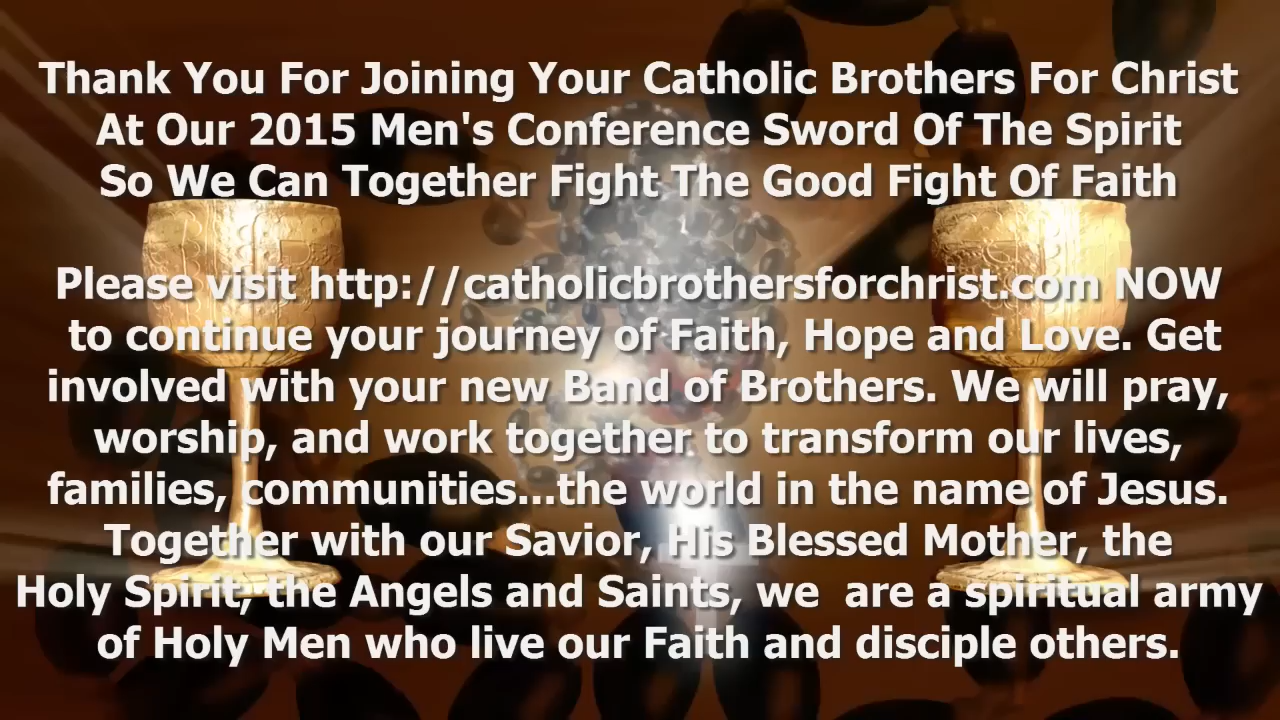 Thank You For Joining Your Catholic Brothers For Christ
At Our 2015 Men's Conference Sword Of The Spirit
So We Can Together Fight The Good Fight Of Faith
Please visit http://catholicbrothersforchrist.com NOW
to continue your journey of Faith, Hope and Love. Get
involved with your new Band of Brothers. We will pray,
worship, and work together to transform our lives,
families, communities...the world in the name of Jesus.
Together with our Savior, His Blessed Mother, the
Holy Spirit, the Angels and Saints, we  are a spiritual army
of Holy Men who live our Faith and disciple others.